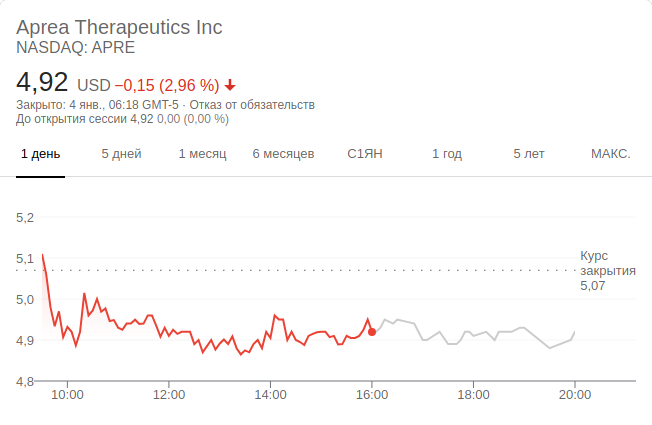 Aprea Therapeutics Inc
NASDAQ: APRE
4,92 USD −0,15 (2,96 %)
Закрыто: 4 янв., 06:18 GMT-5 · Отказ от обязательств
До открытия сессии 4,92 0,00 (0,00 %)
1 день 5 дней 1 месяц 6 месяцев С1ЯН 1 год 5 лет МАКС.
5,2
5,1
5,0
4,9
4,8
Курс
закрытия
5,07
10:00 12:00 14:00 16:00 18:00 20:00